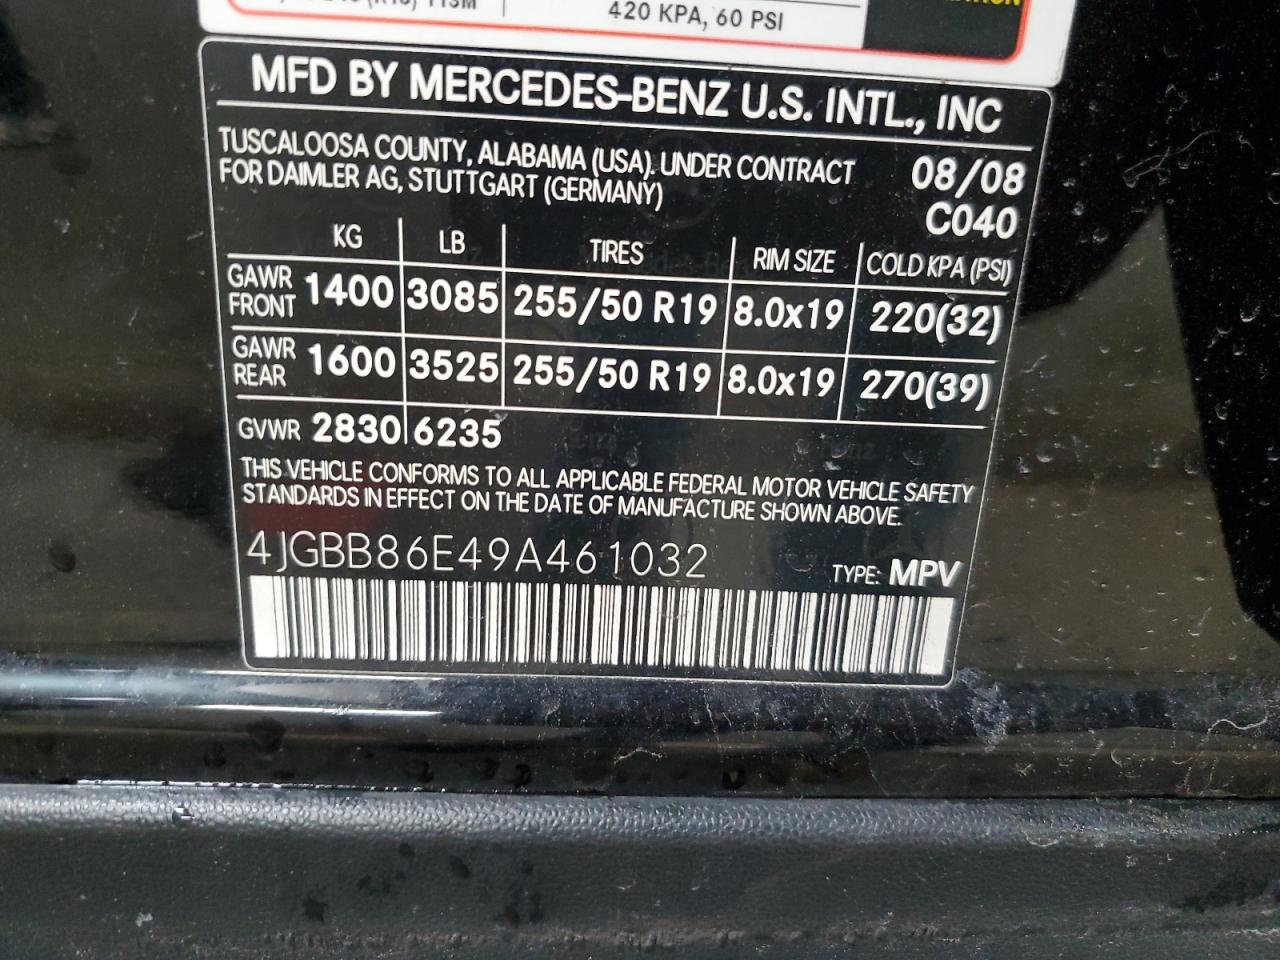 420 KPA, 60 PSI
MFD BY MERCEDES-BENZ U.S. INTL., INC
TUSCALOOSA COUNTY, ALABAMA (USA). UNDER CONTRACT 08/08
FOR DAIMLER AG, STUTTGART (GERMANY) C040
KG LB TIRES RIM SIZE COLD KPA (PSI)
GAWR FRONT 1400 3085 255/50 R19 8.0x19 220(32)
GAWR REAR 1600 3525 255/50 R19 8.0x19 270(39)
GVWR 2830 6235
THIS VEHICLE CONFORMS TO ALL APPLICABLE FEDERAL MOTOR VEHICLE SAFETY
STANDARDS IN EFFECT ON THE DATE OF MANUFACTURE SHOWN ABOVE.
4JGBB86E49A461032 TYPE: MPV